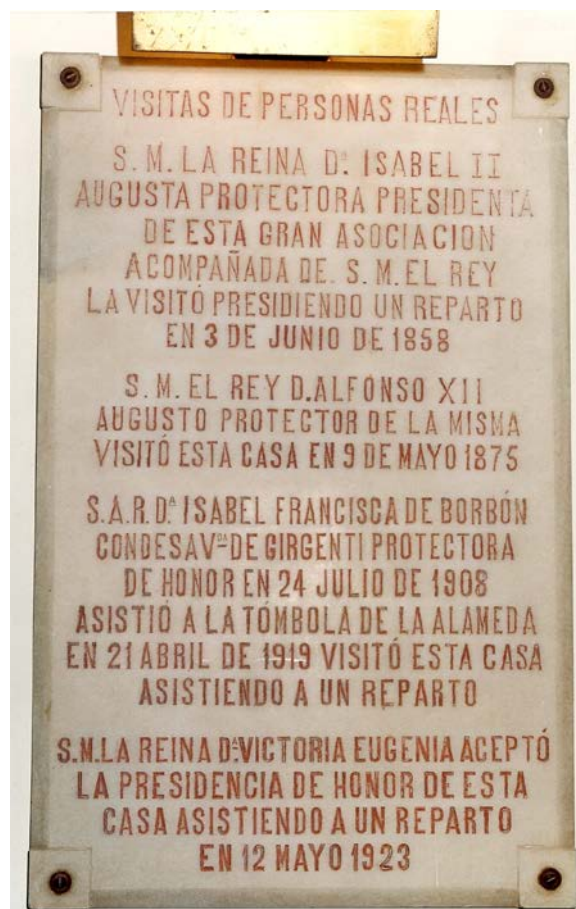 VISITAS DE PERSONAS REALES
S. M. LA REINA Dª. ISABEL II
AUGUSTA PROTECTORA PRESIDENTA
DE ESTA GRAN ASOCIACION
ACOMPAÑADA DE. S. M. EL REY
LA VISITÓ PRESIDIENDO UN REPARTO
EN 3 DE JUNIO DE 1858
S. M. EL REY D. ALFONSO XII
AUGUSTO PROTECTOR DE LA MISMA
VISITÓ ESTA CASA EN 9 DE MAYO 1875
S.A.R. Dª ISABEL FRANCISCA DE BORBÓN
CONDESA Vᴰᴬ DE GIRGENTI PROTECTORA
DE HONOR EN 24 JULIO DE 1908
ASISTIÓ A LA TÓMBOLA DE LA ALAMEDA
EN 21 ABRIL DE 1919 VISITÓ ESTA CASA
ASISTIENDO A UN REPARTO
S.M. LA REINA Dª. VICTORIA EUGENIA ACEPTÓ
LA PRESIDENCIA DE HONOR DE ESTA
CASA ASISTIENDO A UN REPARTO
EN 12 MAYO 1923